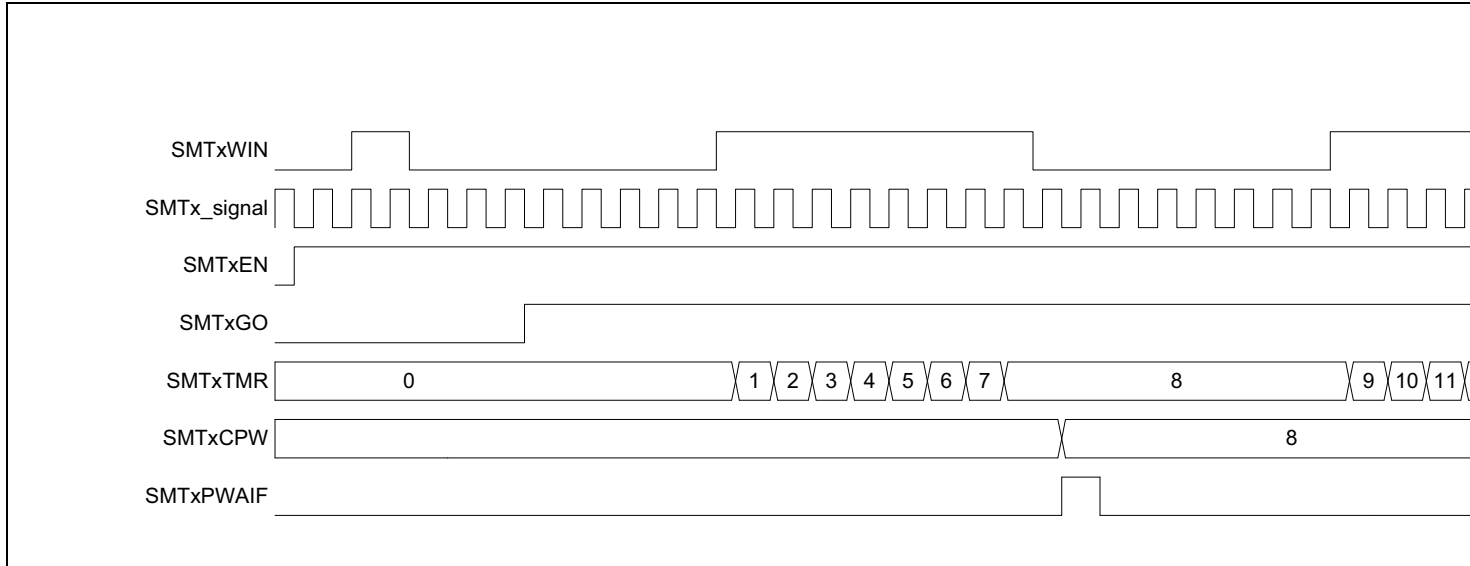 SMTxWIN
SMTx_signal
SMTxEN
SMTxGO
SMTxTMR 0 1 2 3 4 5 6 7 8 9 10 11
SMTxCPW 8
SMTxPWAIF